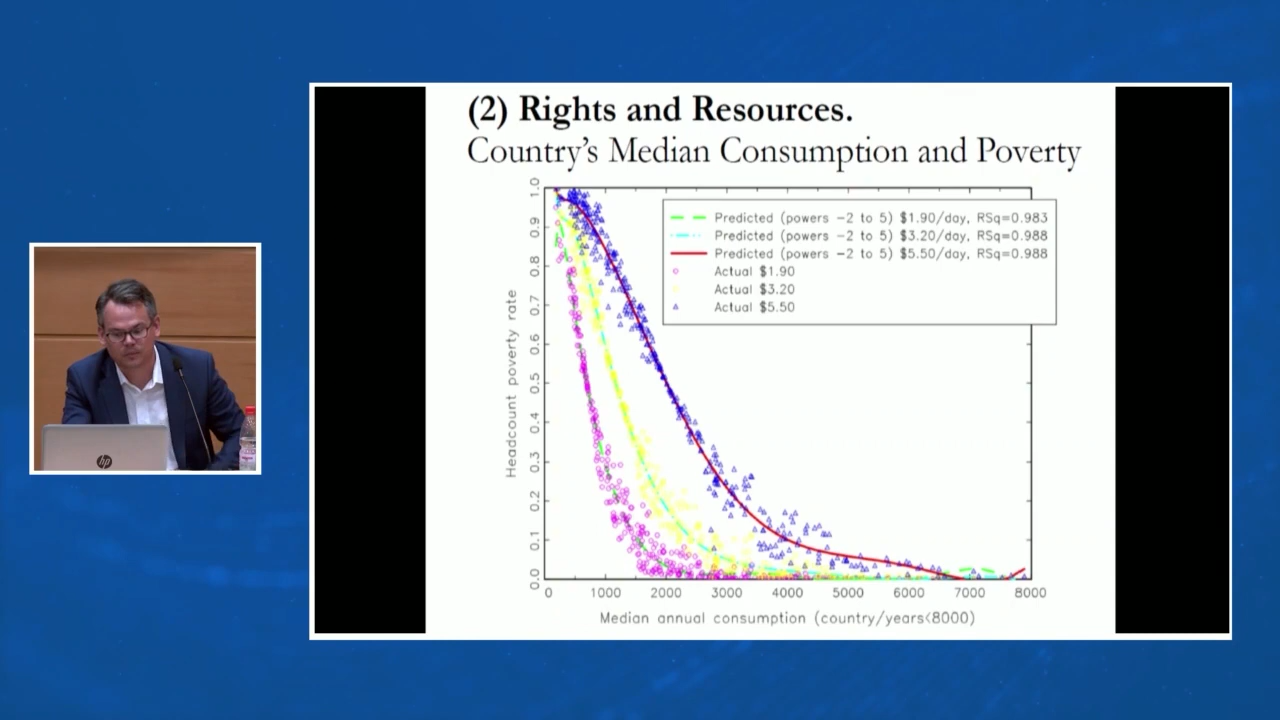 (2) Rights and Resources.
Country's Median Consumption and Poverty
Predicted (powers -2 to 5) $1.90/day, RSq=0.983
Predicted (powers -2 to 5) $3.20/day, RSq=0.988
Predicted (powers -2 to 5) $5.50/day, RSq=0.988
Actual $1.90
Actual $3.20
Actual $5.50
Headcount poverty rate
1.0
0.9
0.8
0.7
0.6
0.5
0.4
0.3
0.2
0.1
0.0
0 1000 2000 3000 4000 5000 6000 7000 8000
Median annual consumption (country/years<8000)
hp